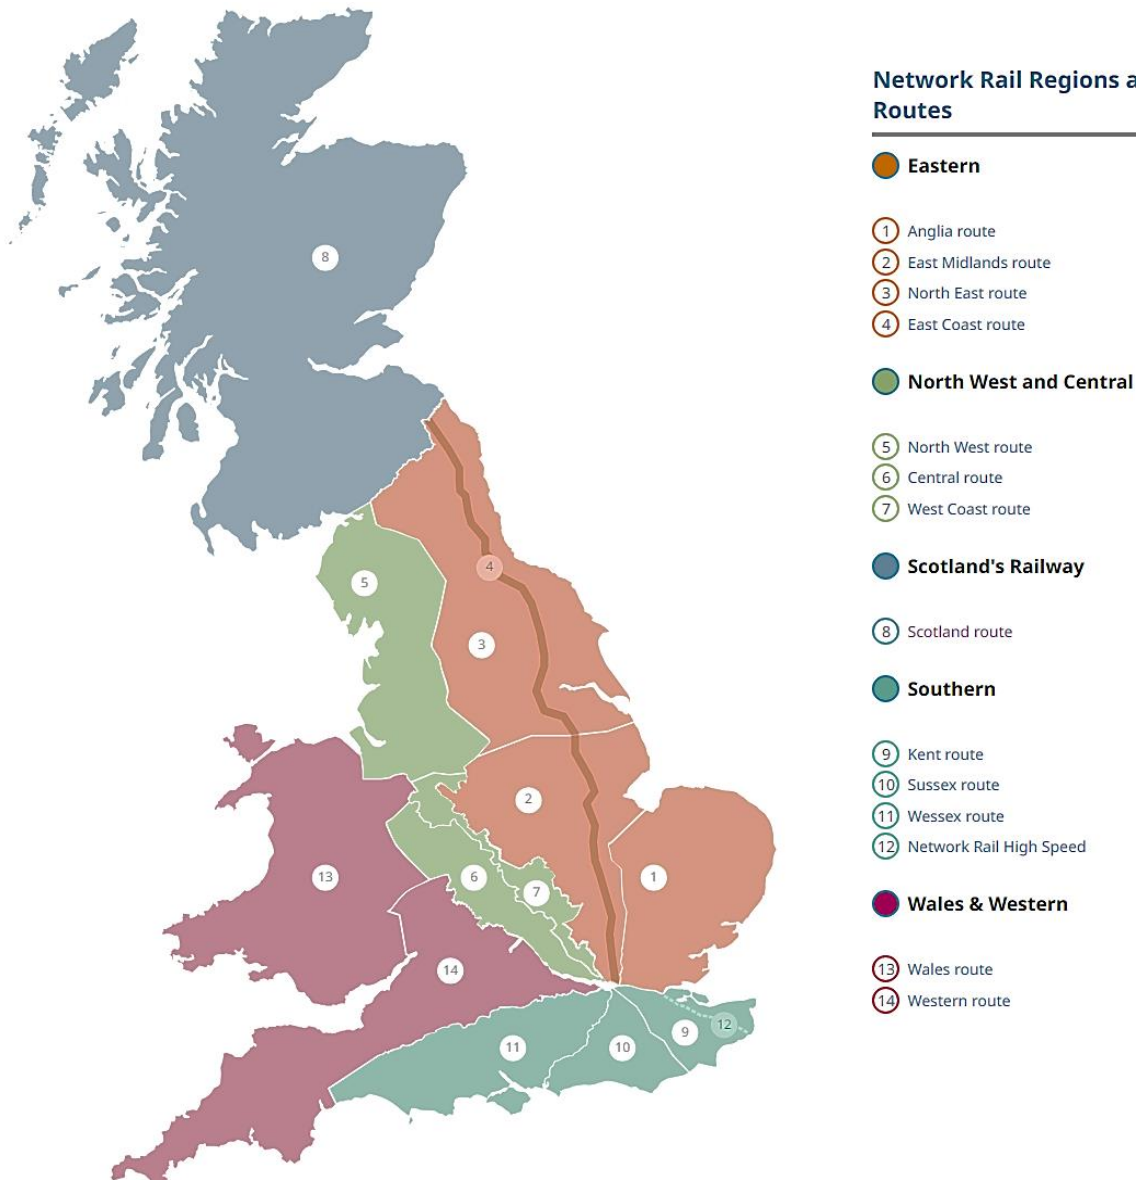 Network Rail Regions a
Routes
Eastern
1 Anglia route
2 East Midlands route
3 North East route
4 East Coast route
North West and Central
5 North West route
6 Central route
7 West Coast route
Scotland's Railway
8 Scotland route
Southern
9 Kent route
10 Sussex route
11 Wessex route
12 Network Rail High Speed
Wales & Western
13 Wales route
14 Western route
8
4
5
3
2
13
6
7
1
14
12
9
11
10